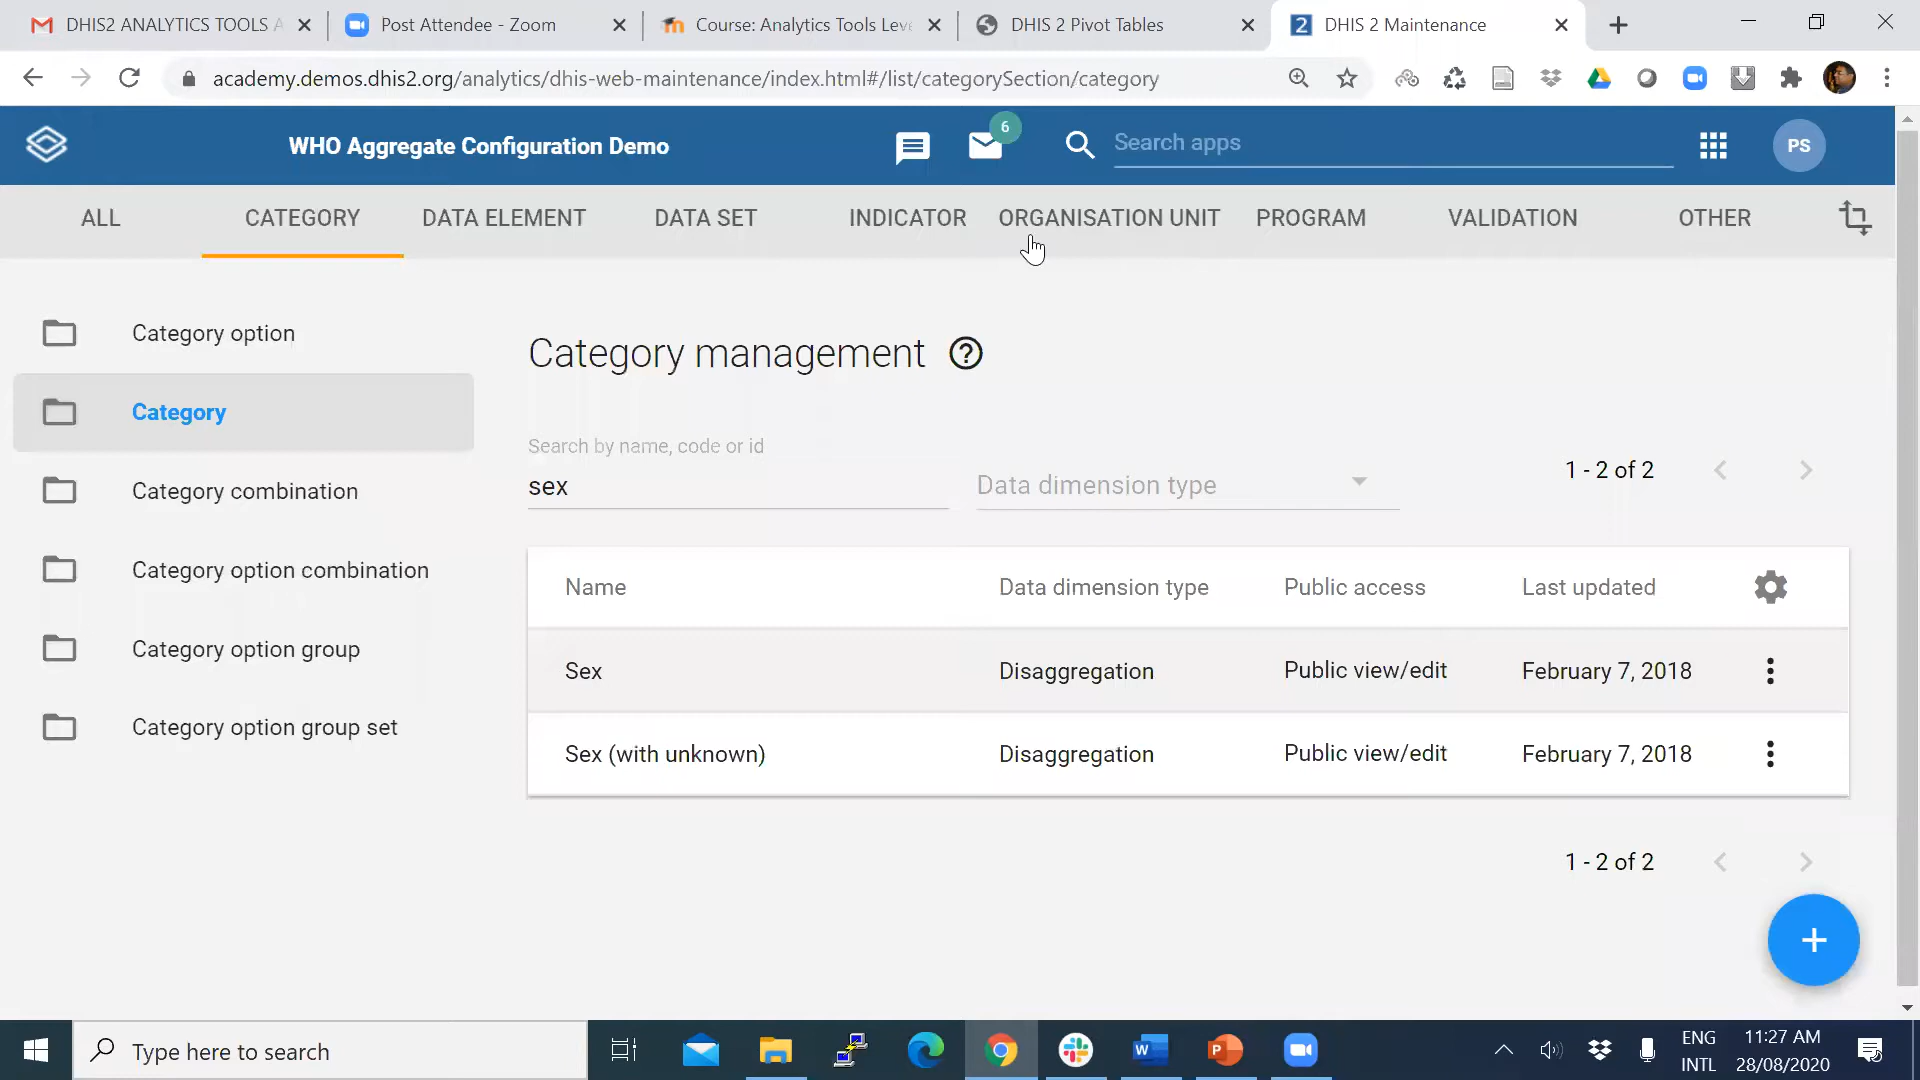 DHIS2 ANALYTICS TOOLS A
Post Attendee - Zoom
Course: Analytics Tools Leve
DHIS 2 Pivot Tables
2 DHIS 2 Maintenance
academy.demos.dhis2.org/analytics/dhis-web-maintenance/index.html#/list/categorySection/category
WHO Aggregate Configuration Demo
6
Search apps
PS
ALL
CATEGORY
DATA ELEMENT
DATA SET
INDICATOR
ORGANISATION UNIT
PROGRAM
VALIDATION
OTHER
Category option
Category
Category combination
Category option combination
Category option group
Category option group set
Category management
Search by name, code or id
sex
Data dimension type
1 - 2 of 2
Name Data dimension type Public access Last updated
Sex Disaggregation Public view/edit February 7, 2018
Sex (with unknown) Disaggregation Public view/edit February 7, 2018
1 - 2 of 2
Type here to search
ENG
INTL
11:27 AM
28/08/2020